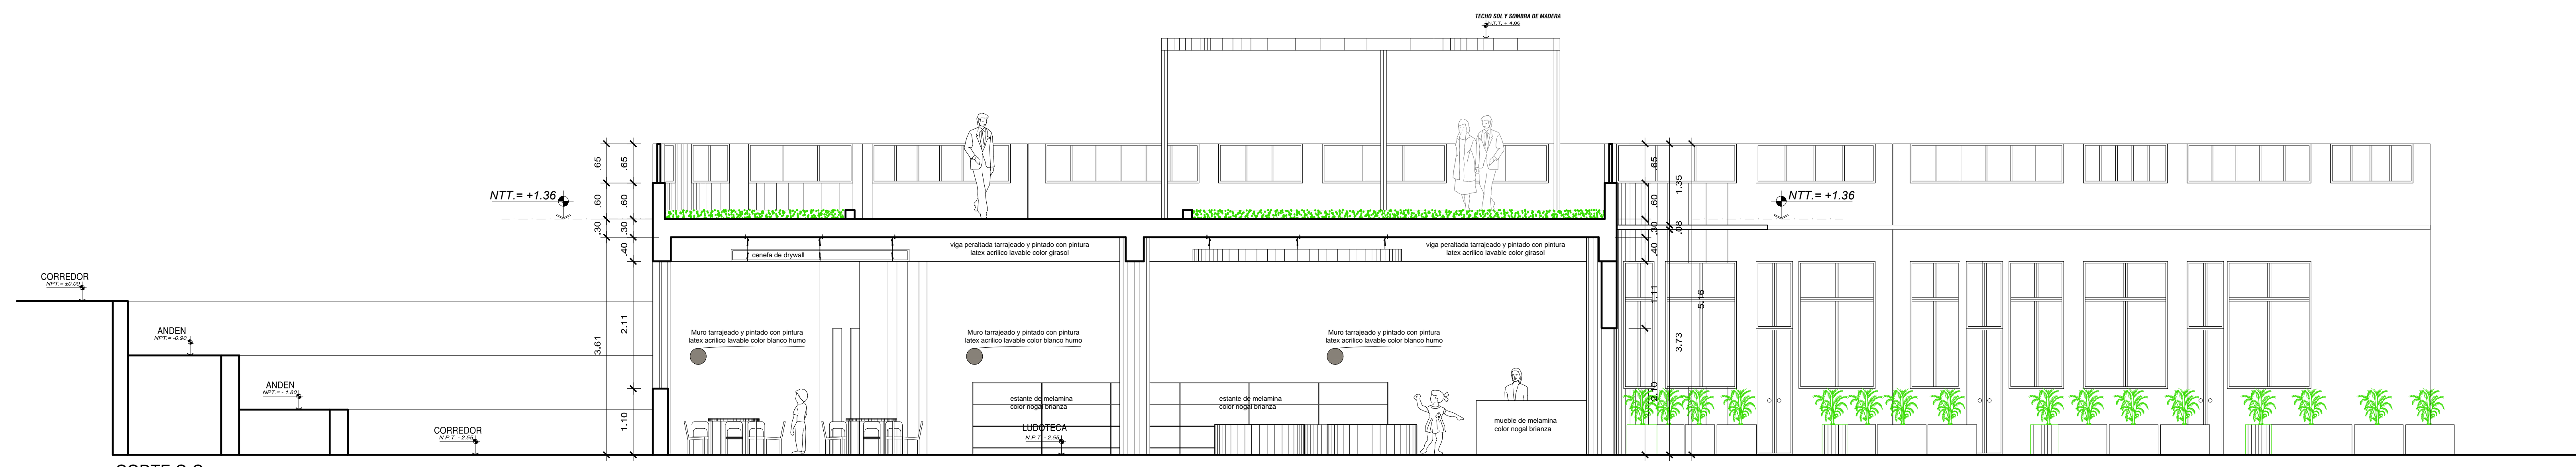 TECHO SOL Y SOMBRA DE MADERA
N.T.T. + 4.86
NTT.= +1.36
.65
.65
.60
.60
.30
.30
.40
2.11
3.61
1.10
CORREDOR
NPT.= ±0.00
ANDEN
NPT.= -0.90
ANDEN
NPT.= - 1.80
CORREDOR
N.P.T. - 2.55
cenefa de drywall
viga peraltada tarrajeado y pintado con pintura
latex acrilico lavable color girasol
viga peraltada tarrajeado y pintado con pintura
latex acrilico lavable color girasol
Muro tarrajeado y pintado con pintura
latex acrilico lavable color blanco humo
Muro tarrajeado y pintado con pintura
latex acrilico lavable color blanco humo
Muro tarrajeado y pintado con pintura
latex acrilico lavable color blanco humo
estante de melamina
color nogal brianza
estante de melamina
color nogal brianza
LUDOTECA
N.P.T. - 2.55
mueble de melamina
color nogal brianza
.65
.60
1.35
.30
.08
.40
1.11
5.16
3.73
2.10
NTT.= +1.36